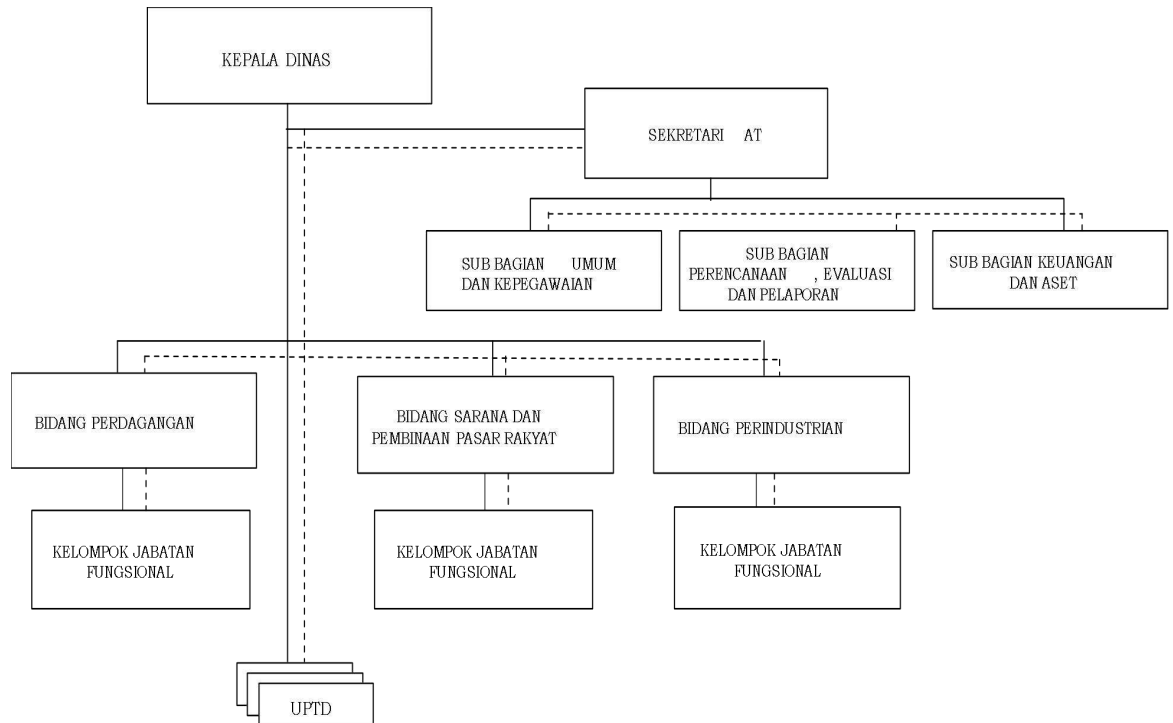 KEPALA DINAS
SEKRETARI AT
SUB BAGIAN UMUM
DAN KEPEGAWAIAN
SUB BAGIAN
PERENCANAAN , EVALUASI
DAN PELAPORAN
SUB BAGIAN KEUANGAN
DAN ASET
BIDANG PERDAGANGAN
BIDANG SARANA DAN
PEMBINAAN PASAR RAKYAT
BIDANG PERINDUSTRIAN
KELOMPOK JABATAN
FUNGSIONAL
KELOMPOK JABATAN
FUNGSIONAL
KELOMPOK JABATAN
FUNGSIONAL
UPTD